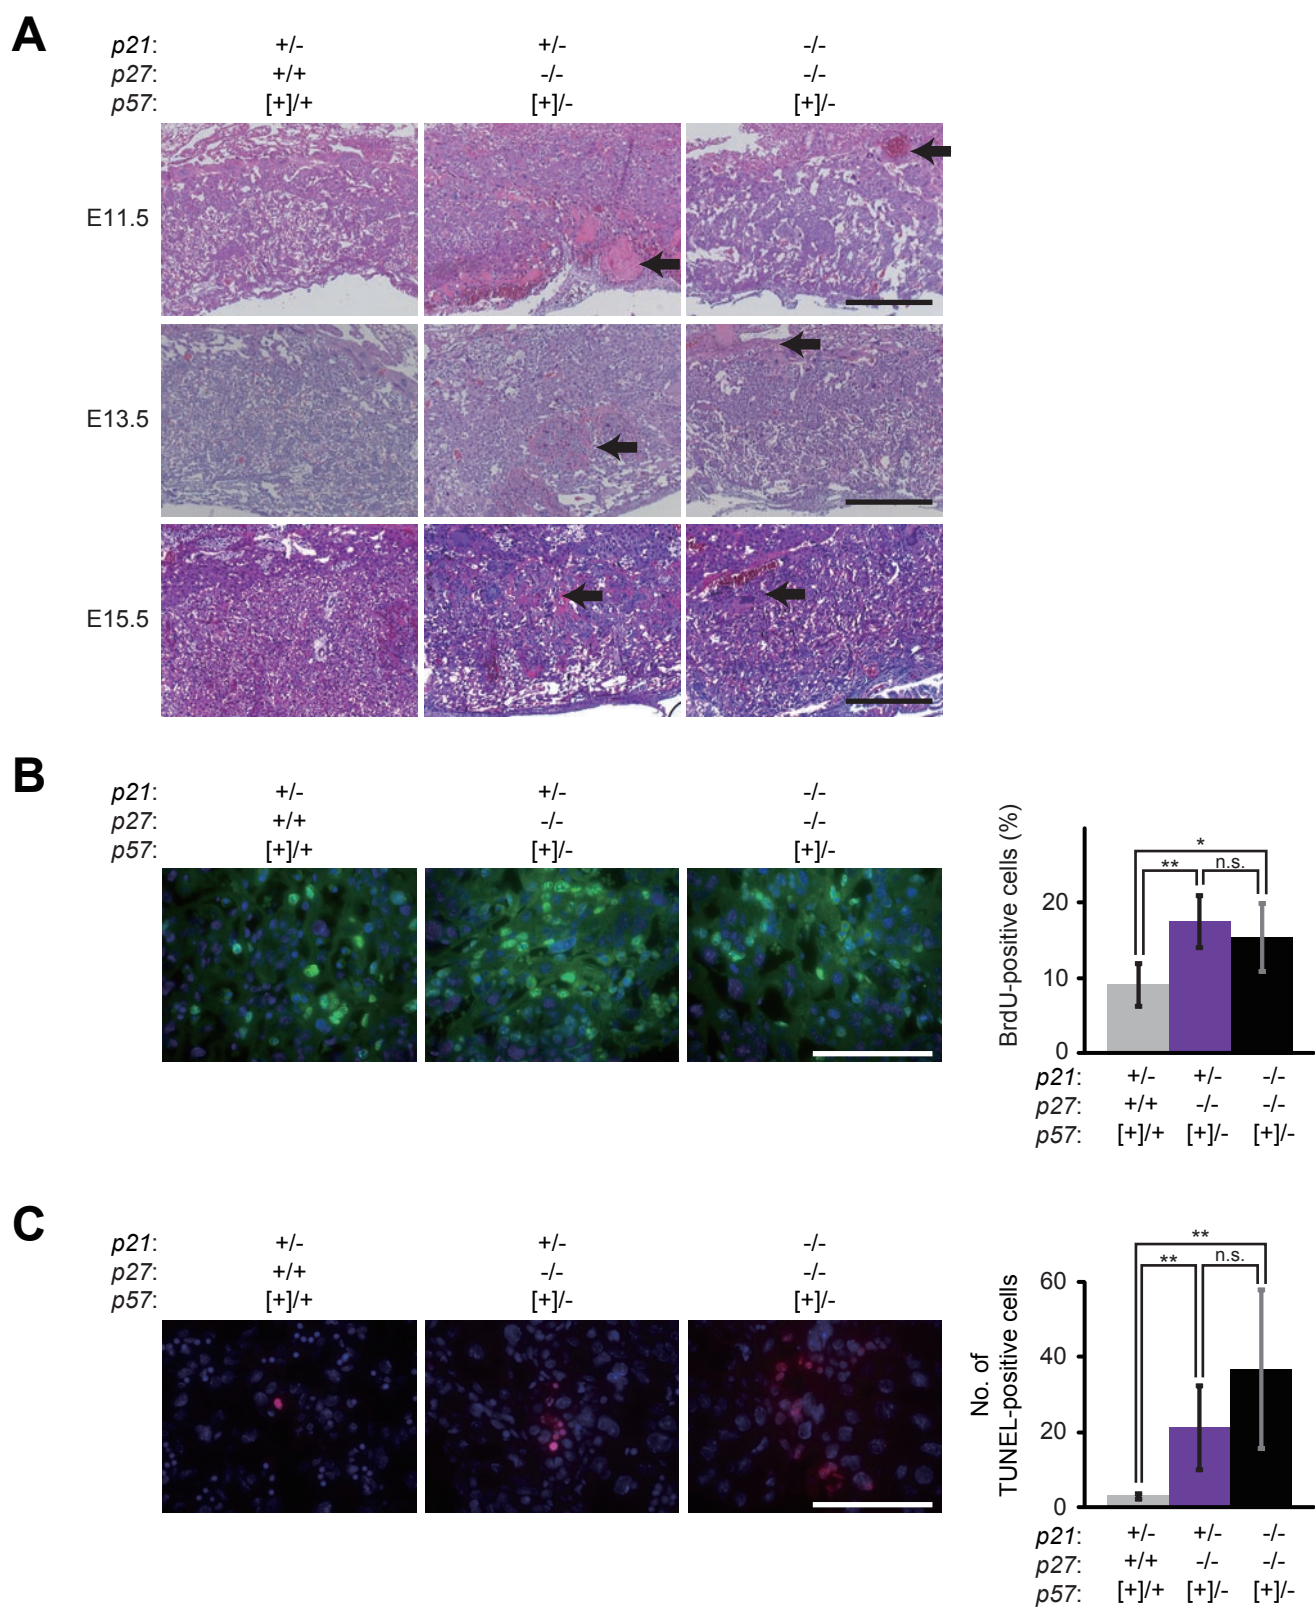 A
p21: +/- +/- -/-
p27: +/+ -/- -/-
p57: [+]/+ [+]/- [+]/-
E11.5
E13.5
E15.5
B
p21: +/- +/- -/-
p27: +/+ -/- -/-
p57: [+]/+ [+]/- [+]/-
BrdU-positive cells (%)
*
** n.s.
20
10
0
p21: +/- +/- -/-
p27: +/+ -/- -/-
p57: [+]/+ [+]/- [+]/-
C
p21: +/- +/- -/-
p27: +/+ -/- -/-
p57: [+]/+ [+]/- [+]/-
No. of
TUNEL-positive cells
**
** n.s.
60
40
20
0
p21: +/- +/- -/-
p27: +/+ -/- -/-
p57: [+]/+ [+]/- [+]/-